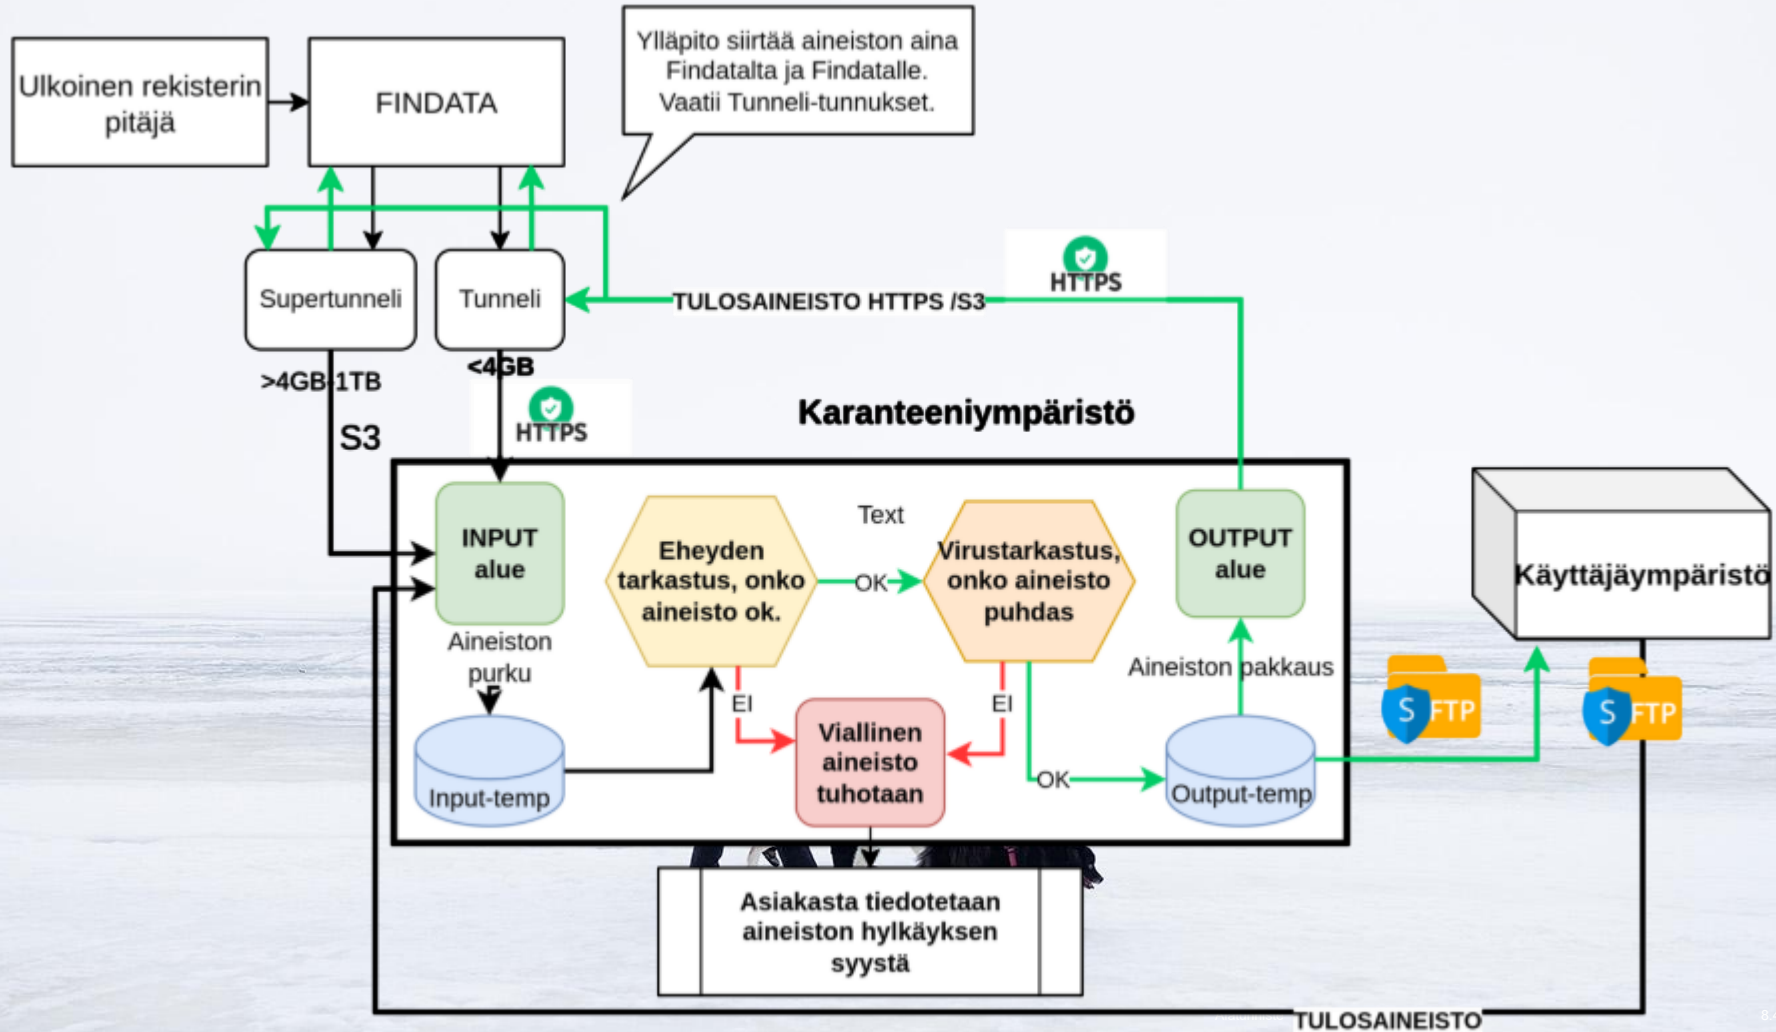 Ulkoinen rekisterin
pitäjä
FINDATA
Ylläpito siirtää aineiston aina
Findatalta ja Findatalle.
Vaatii Tunneli-tunnukset.
Supertunneli
Tunneli
TULOSAINEISTO HTTPS /S3
HTTPS
>4GB-1TB
<4GB
S3
HTTPS
Karanteeniympäristö
INPUT
alue
Aineiston
purku
Input-temp
Eheyden
tarkastus, onko
aineisto ok.
Text
OK
Virustarkastus,
onko aineisto
puhdas
EI
EI
OK
Viallinen
aineisto
tuhotaan
OUTPUT
alue
Aineiston pakkaus
Output-temp
Käyttäjäympäristö
SFTP
SFTP
Asiakasta tiedotetaan
aineiston hylkäyksen
syystä
TULOSAINEISTO